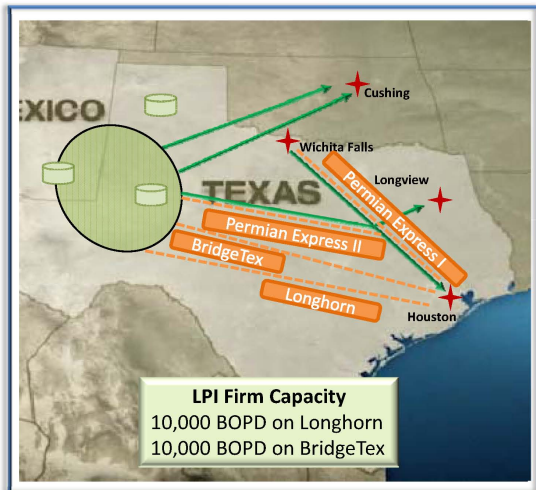 Cushing
EXICO
Wichita Falls
Longview
TEXAS
Permian Express I
Permian Express II
BridgeTex
Longhorn
Houston
LPI Firm Capacity
10,000 BOPD on Longhorn
10,000 BOPD on BridgeTex